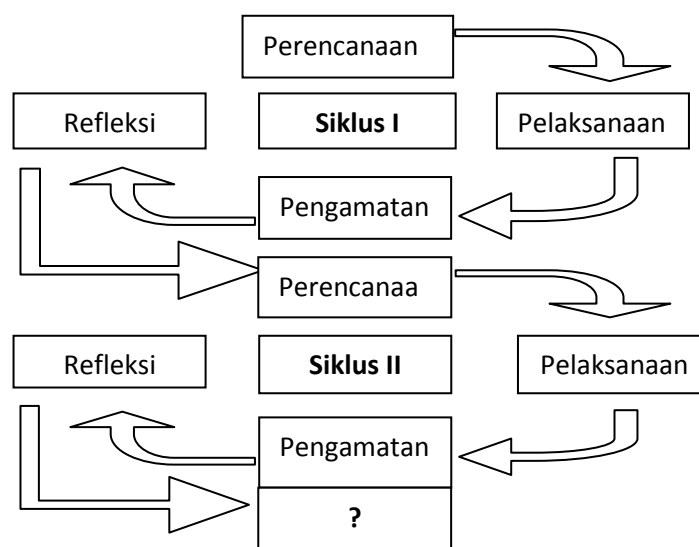 Perencanaan
Refleksi
Siklus I
Pelaksanaan
Pengamatan
Perencanaa
Refleksi
Siklus II
Pelaksanaan
Pengamatan
?